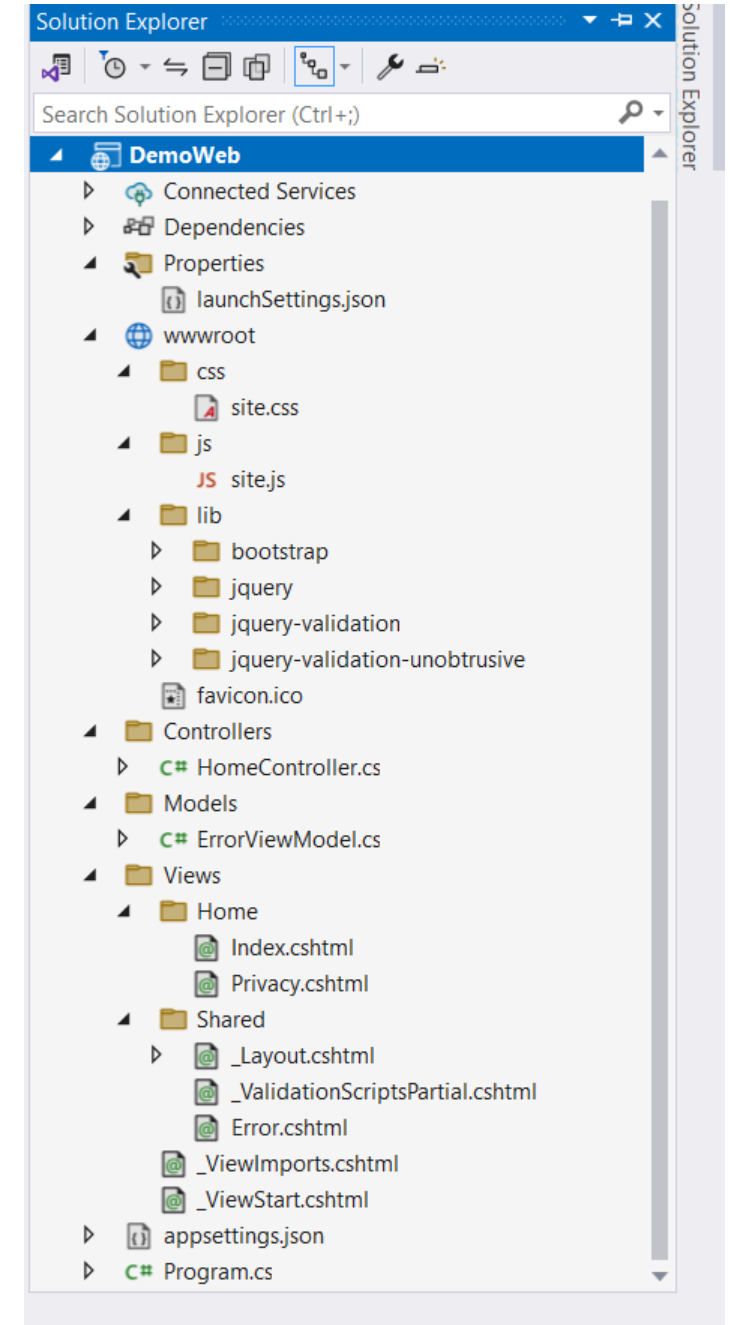 Solution Explorer
Search Solution Explorer (Ctrl+;)
DemoWeb
Connected Services
Dependencies
Properties
launchSettings.json
wwwroot
css
site.css
js
JS site.js
lib
bootstrap
jquery
jquery-validation
jquery-validation-unobtrusive
favicon.ico
Controllers
C# HomeController.cs
Models
C# ErrorViewModel.cs
Views
Home
Index.cshtml
Privacy.cshtml
Shared
_Layout.cshtml
_ValidationScriptsPartial.cshtml
Error.cshtml
_ViewImports.cshtml
_ViewStart.cshtml
appsettings.json
C# Program.cs
Solution Explorer